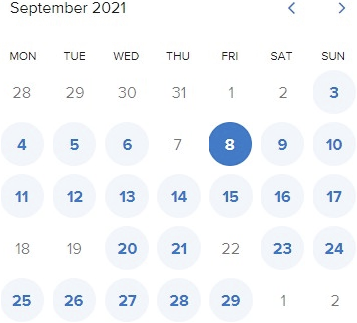 September 2021
MON TUE WED THU FRI SAT SUN
28 29 30 31 1 2 3
4 5 6 7 8 9 10
11 12 13 14 15 16 17
18 19 20 21 22 23 24
25 26 27 28 29 1 2